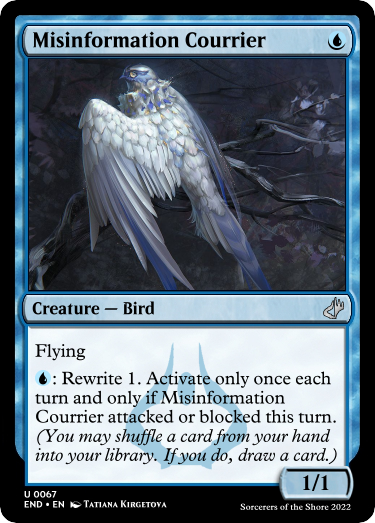 Misinformation Courrier
Creature — Bird
Flying
: Rewrite 1. Activate only once each
turn and only if Misinformation
Courrier attacked or blocked this turn.
(You may shuffle a card from your hand
into your library. If you do, draw a card.)
1/1
U 0067
END • EN Tatiana Kirgetova
Sorcerers of the Shore 2022